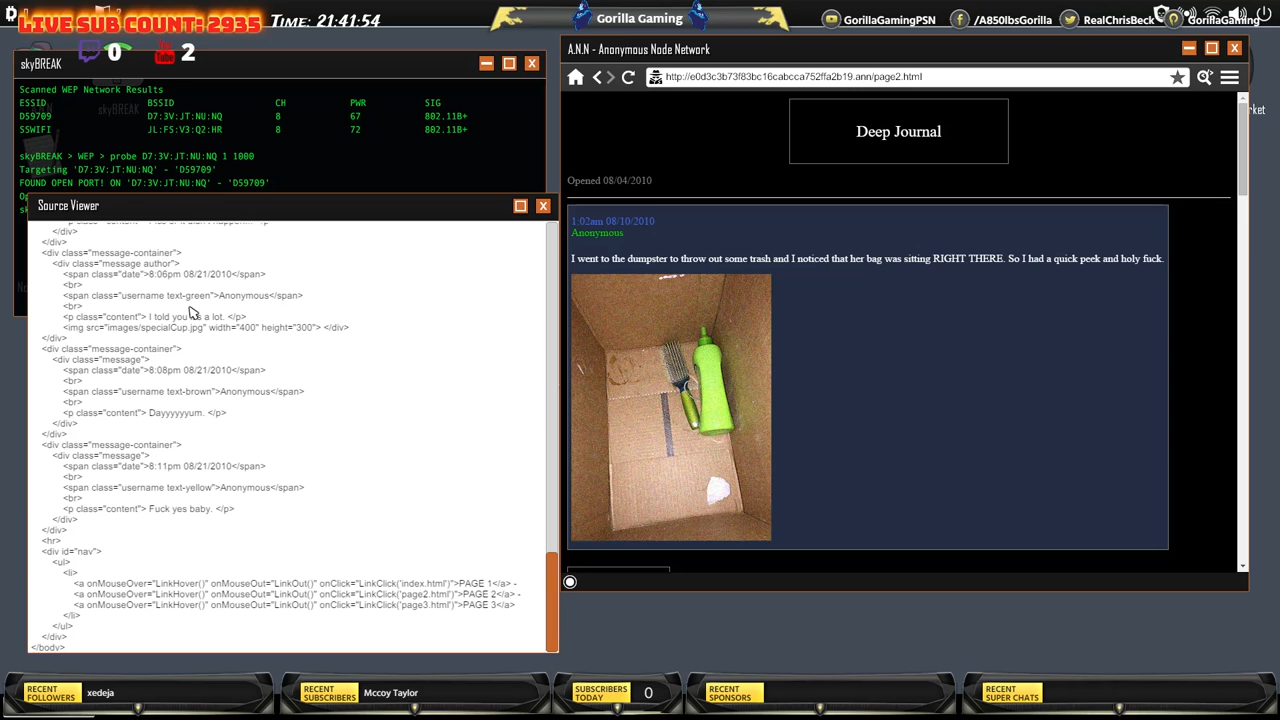 LIVE SUB COUNT: 2935
TIME: 21:41:54
Gorilla Gaming
GorillaGamingPSN
/A850lbsGorilla
RealChrisBeck
GorillaGaming
0
2
skyBREAK
Scanned WEP Network Results
ESSID BSSID CH PWR SIG
D59709 D7:3V:JT:NU:NQ 8 67 802.11B+
SSWIFI JL:FS:V3:Q2:HR 8 72 802.11B+
skyBREAK > WEP > probe D7:3V:JT:NU:NQ 1 1000
Targeting 'D7:3V:JT:NU:NQ' - 'D59709'
FOUND OPEN PORT! ON 'D7:3V:JT:NU:NQ' - 'D59709'
Source Viewer
</div>
</div>
<div class="message-container">
<div class="message author">
<span class="date">8:06pm 08/21/2010</span>
<br>
<span class="username text-green">Anonymous</span>
<br>
<p class="content"> I told you a lot. </p>
<img src="images/specialCup.jpg" width="400" height="300"> </div>
</div>
<div class="message-container">
<div class="message">
<span class="date">8:08pm 08/21/2010</span>
<br>
<span class="username text-brown">Anonymous</span>
<br>
<p class="content"> Dayyyyyyum. </p>
</div>
</div>
<div class="message-container">
<div class="message">
<span class="date">8:11pm 08/21/2010</span>
<br>
<span class="username text-yellow">Anonymous</span>
<br>
<p class="content"> Fuck yes baby. </p>
</div>
</div>
<hr>
<div id="nav">
<ul>
<li>
<a onMouseOver="LinkHover()" onMouseOut="LinkOut()" onClick="LinkClick('index.html')">PAGE 1</a> -
<a onMouseOver="LinkHover()" onMouseOut="LinkOut()" onClick="LinkClick('page2.html')">PAGE 2</a> -
<a onMouseOver="LinkHover()" onMouseOut="LinkOut()" onClick="LinkClick('page3.html')">PAGE 3</a>
</li>
</ul>
</div>
</body>
A.N.N - Anonymous Node Network
http://e0d3c3b73f83bc16cabcca752ffa2b19.ann/page2.html
Deep Journal
Opened 08/04/2010
1:02am 08/10/2010
Anonymous
I went to the dumpster to throw out some trash and I noticed that her bag was sitting RIGHT THERE. So I had a quick peek and holy fuck.
RECENT FOLLOWERS xedeja
RECENT SUBSCRIBERS Mccoy Taylor
SUBSCRIBERS TODAY 0
RECENT SPONSORS
RECENT SUPER CHATS